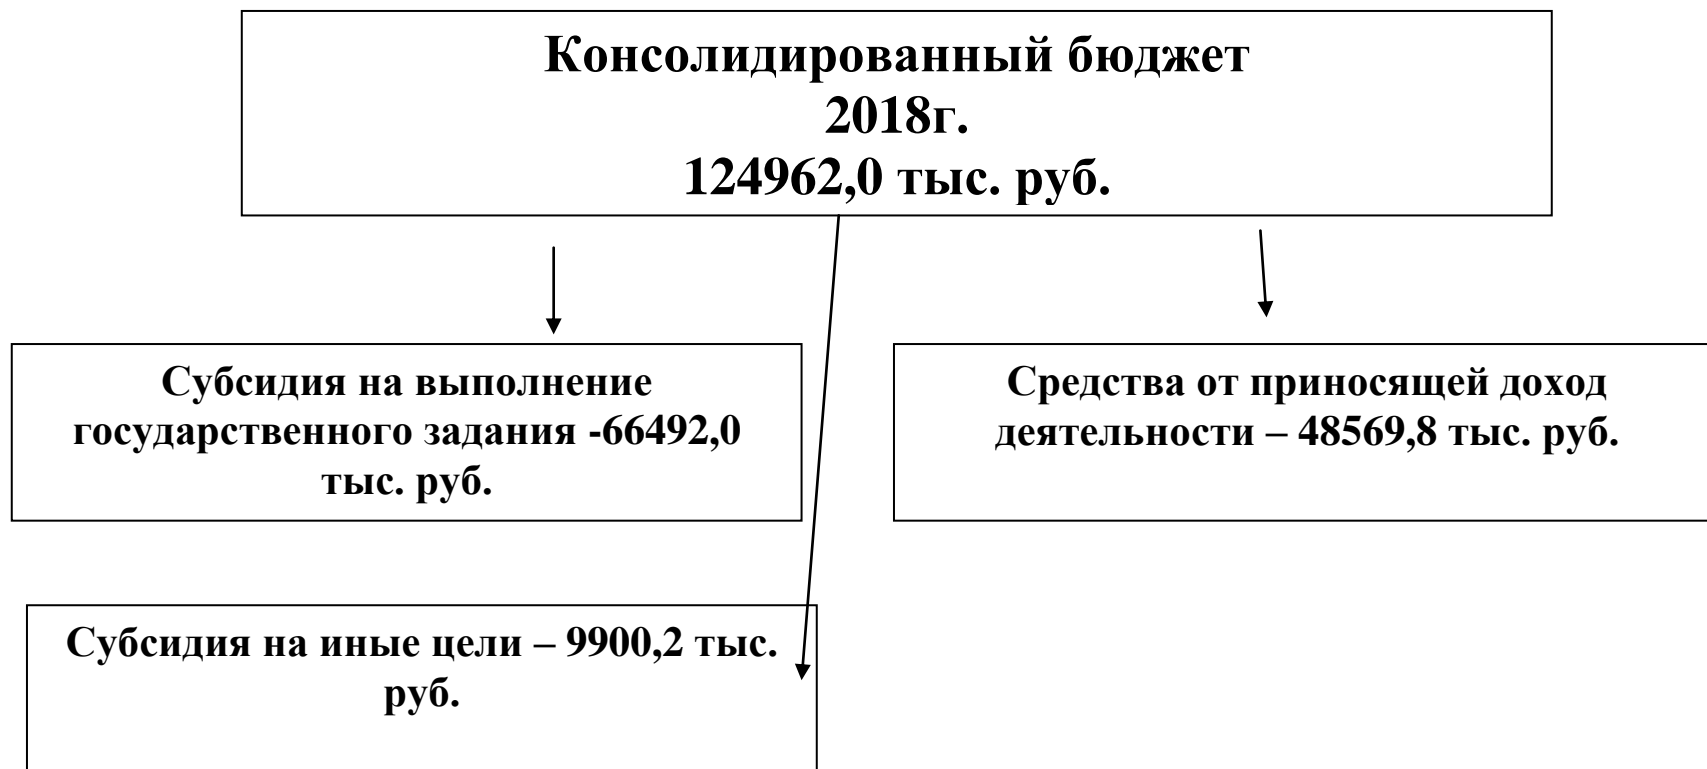 Консолидированный бюджет
2018г.
124962,0 тыс. руб.
Субсидия на выполнение
государственного задания -66492,0
тыс. руб.
Средства от приносящей доход
деятельности – 48569,8 тыс. руб.
Субсидия на иные цели – 9900,2 тыс.
руб.